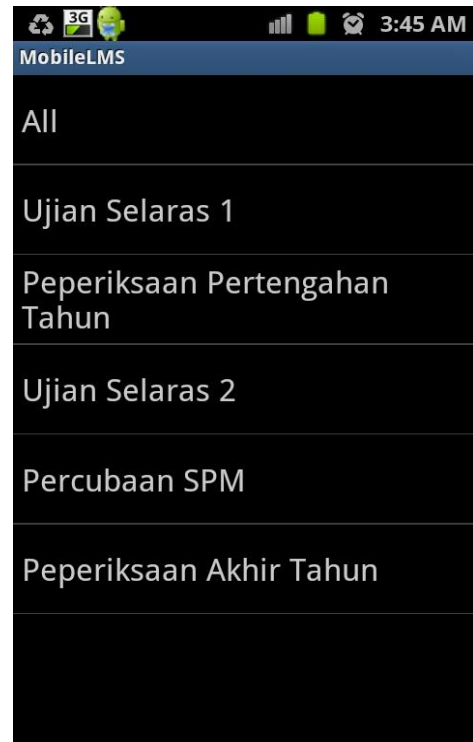 3G
3:45 AM
MobileLMS
All
Ujian Selaras 1
Peperiksaan Pertengahan
Tahun
Ujian Selaras 2
Percubaan SPM
Peperiksaan Akhir Tahun